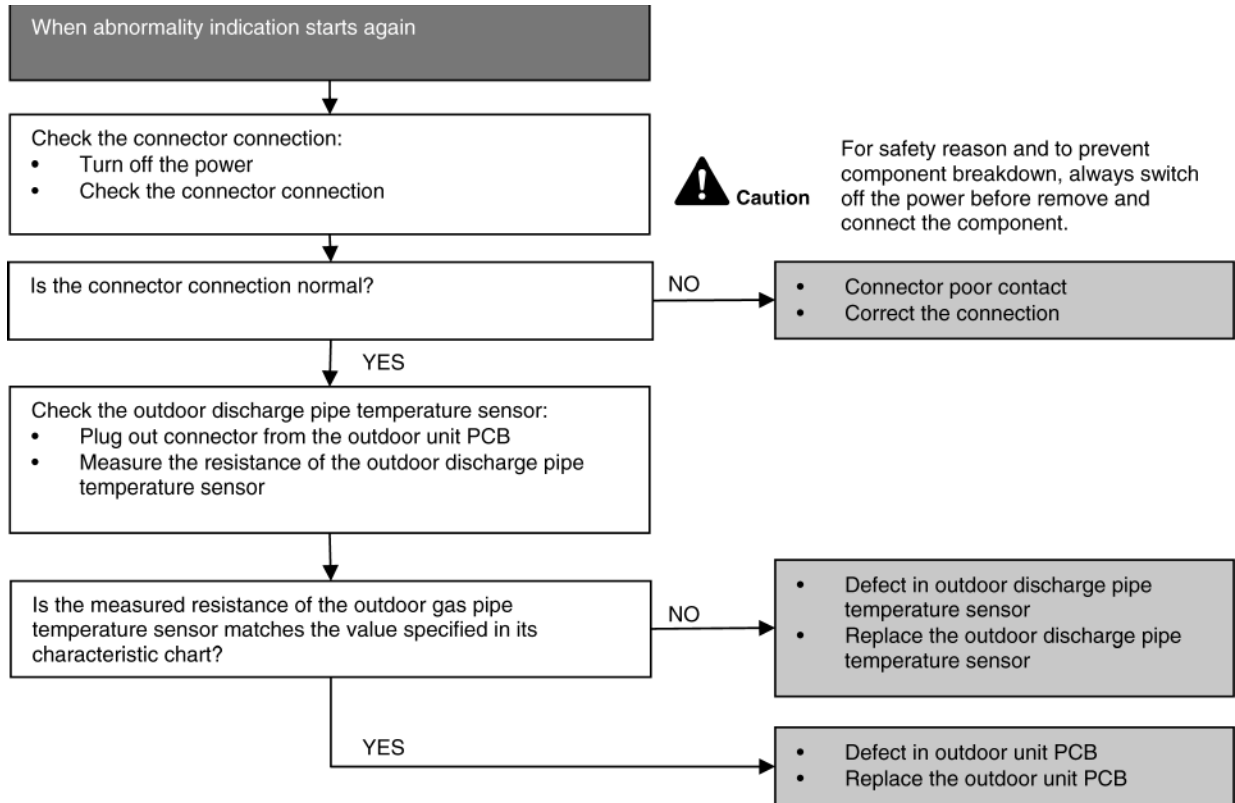 When abnormality indication starts again
Check the connector connection:
• Turn off the power
• Check the connector connection
Caution
For safety reason and to prevent
component breakdown, always switch
off the power before remove and
connect the component.
Is the connector connection normal?
NO
• Connector poor contact
• Correct the connection
YES
Check the outdoor discharge pipe temperature sensor:
• Plug out connector from the outdoor unit PCB
• Measure the resistance of the outdoor discharge pipe
temperature sensor
Is the measured resistance of the outdoor gas pipe
temperature sensor matches the value specified in its
characteristic chart?
NO
• Defect in outdoor discharge pipe
temperature sensor
• Replace the outdoor discharge pipe
temperature sensor
YES
• Defect in outdoor unit PCB
• Replace the outdoor unit PCB